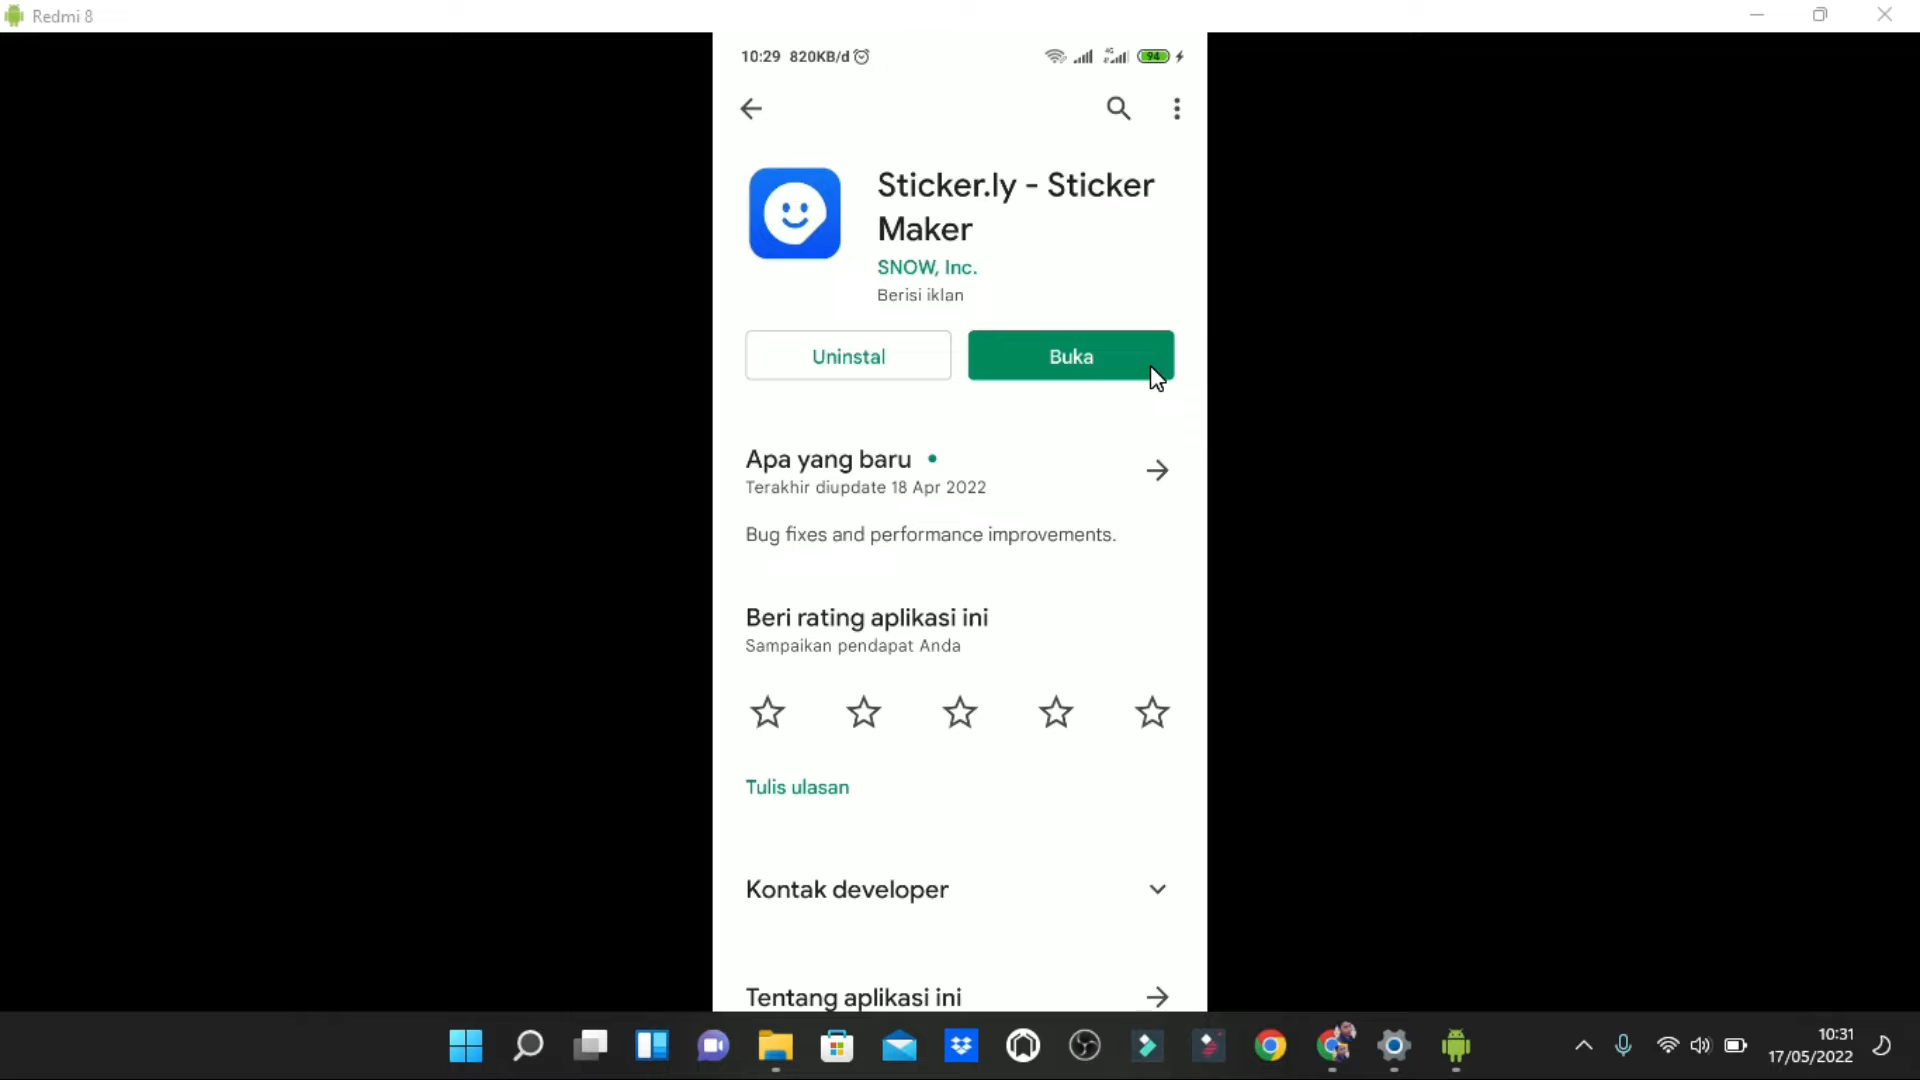 Redmi 8
10:29 820KB/d
4G
94
Sticker.ly - Sticker
Maker
SNOW, Inc.
Berisi iklan
Uninstal
Buka
Apa yang baru
Terakhir diupdate 18 Apr 2022
Bug fixes and performance improvements.
Beri rating aplikasi ini
Sampaikan pendapat Anda
Tulis ulasan
Kontak developer
Tentang aplikasi ini
10:31
17/05/2022